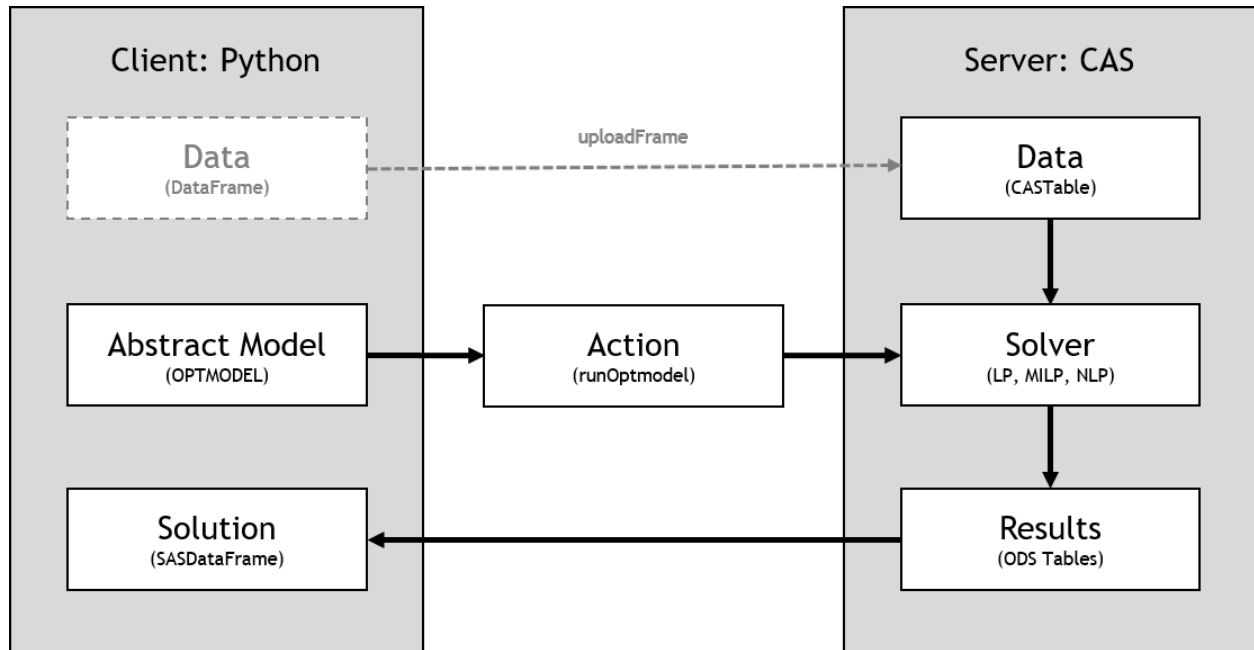 Client: Python
Server: CAS
Data
(DataFrame)
uploadFrame
Data
(CASTable)
Abstract Model
(OPTMODEL)
Action
(runOptmodel)
Solver
(LP, MILP, NLP)
Solution
(SASDataFrame)
Results
(ODS Tables)